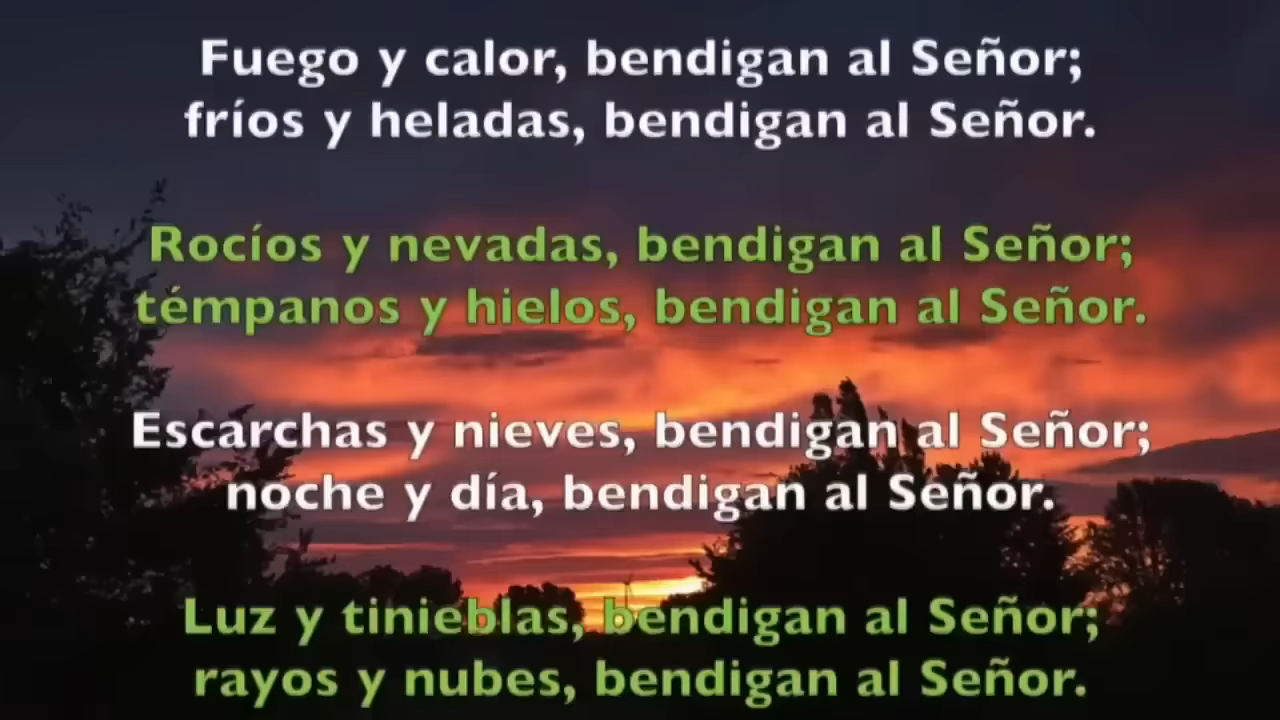 Fuego y calor, bendigan al Señor;
fríos y heladas, bendigan al Señor.
Rocíos y nevadas, bendigan al Señor;
témpanos y hielos, bendigan al Señor.
Escarchas y nieves, bendigan al Señor;
noche y día, bendigan al Señor.
Luz y tinieblas, bendigan al Señor;
rayos y nubes, bendigan al Señor.